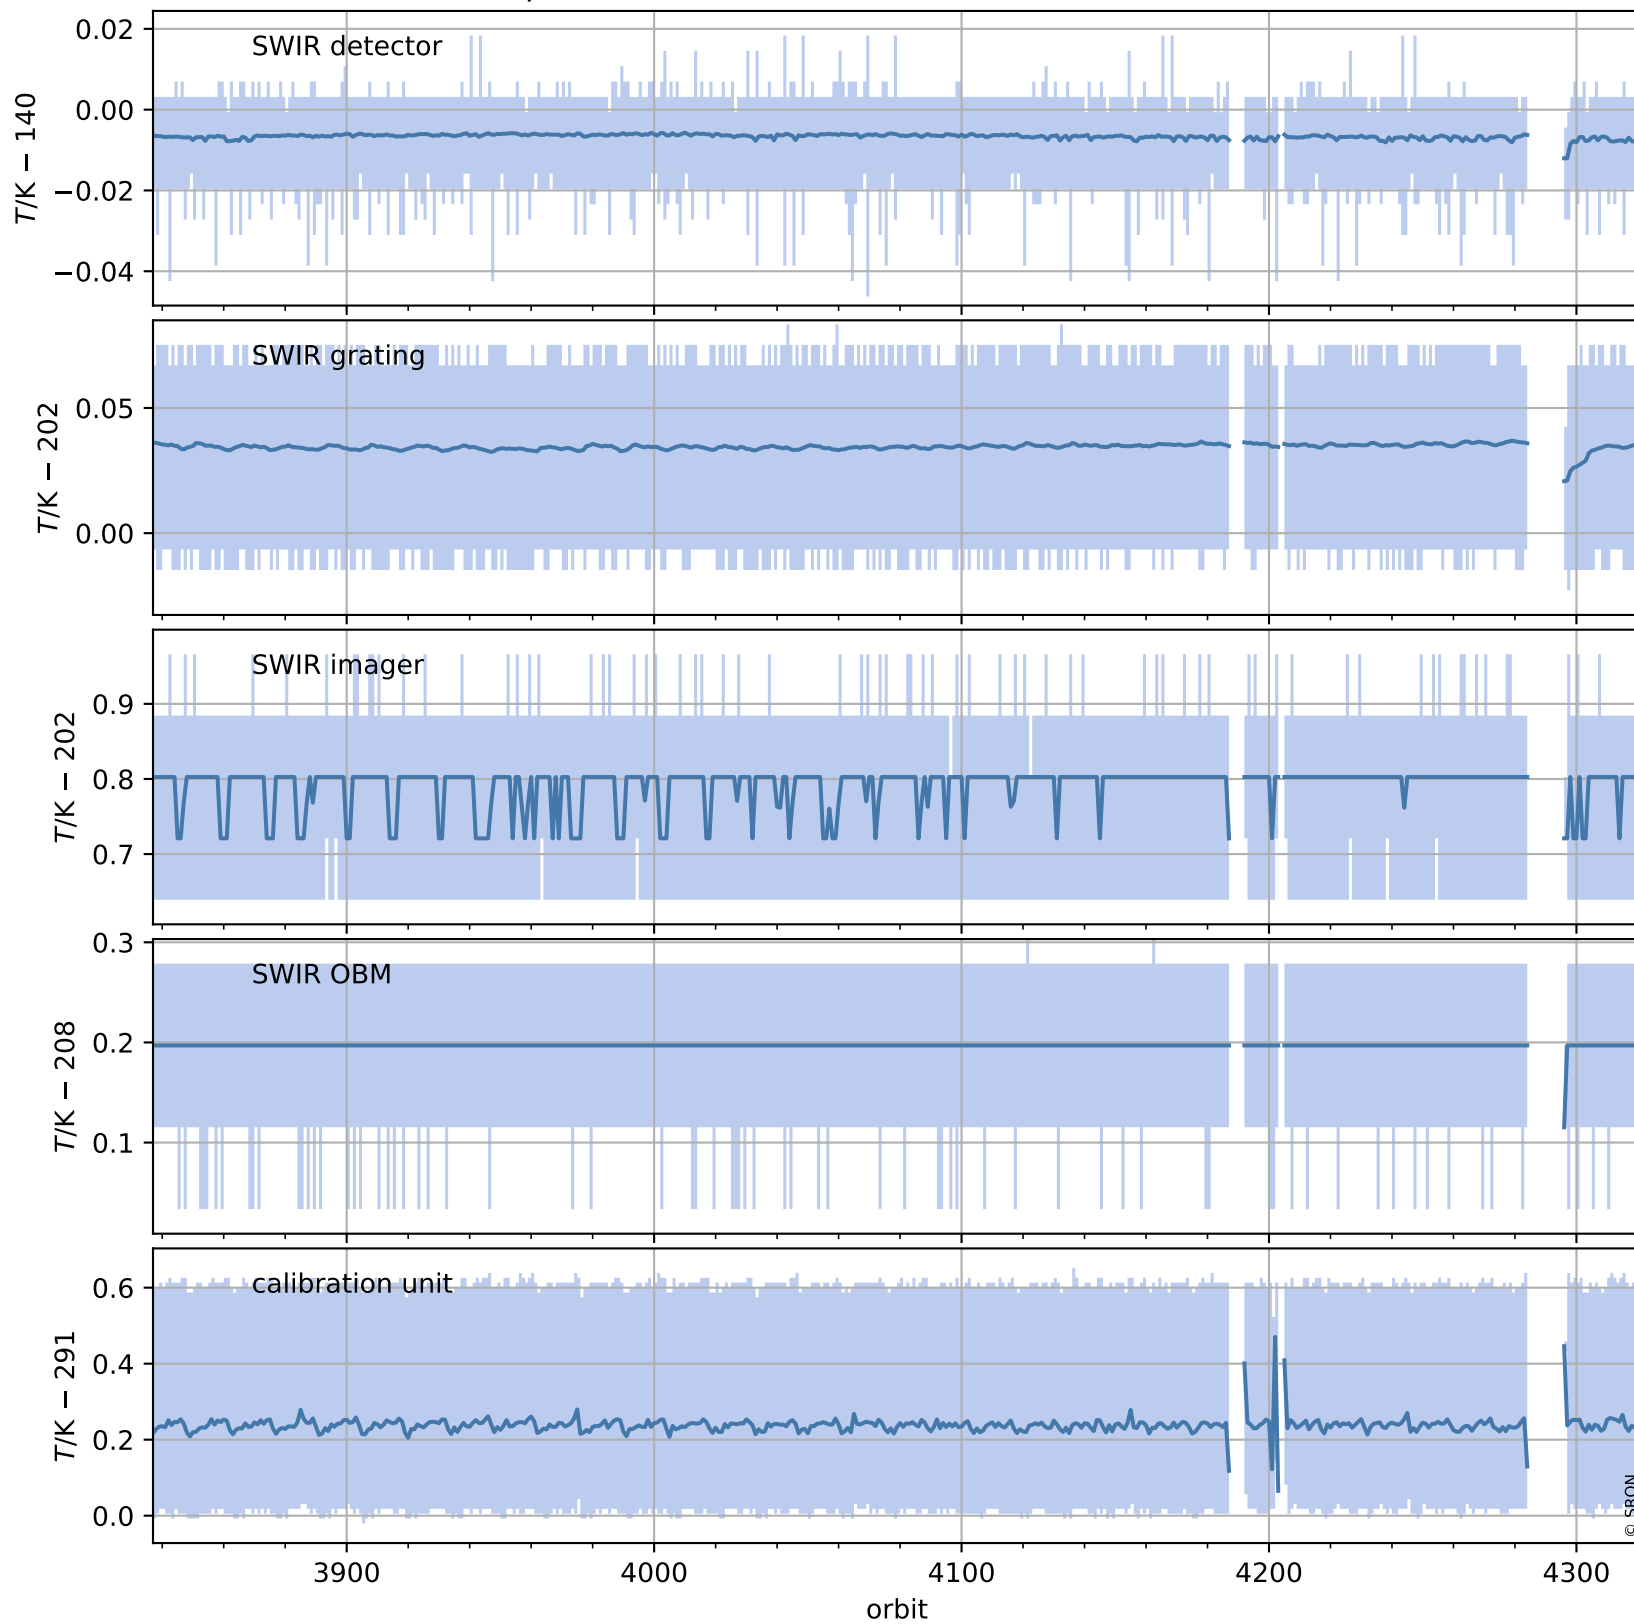 0.02
0.00
−0.02
−0.04
T/K − 140
SWIR detector
0.05
0.00
T/K − 202
SWIR grating
0.9
0.8
0.7
T/K − 202
SWIR imager
0.3
0.2
0.1
T/K − 208
SWIR OBM
0.6
0.4
0.2
0.0
T/K − 291
calibration unit
© SRON
3900 4000 4100 4200 4300
orbit